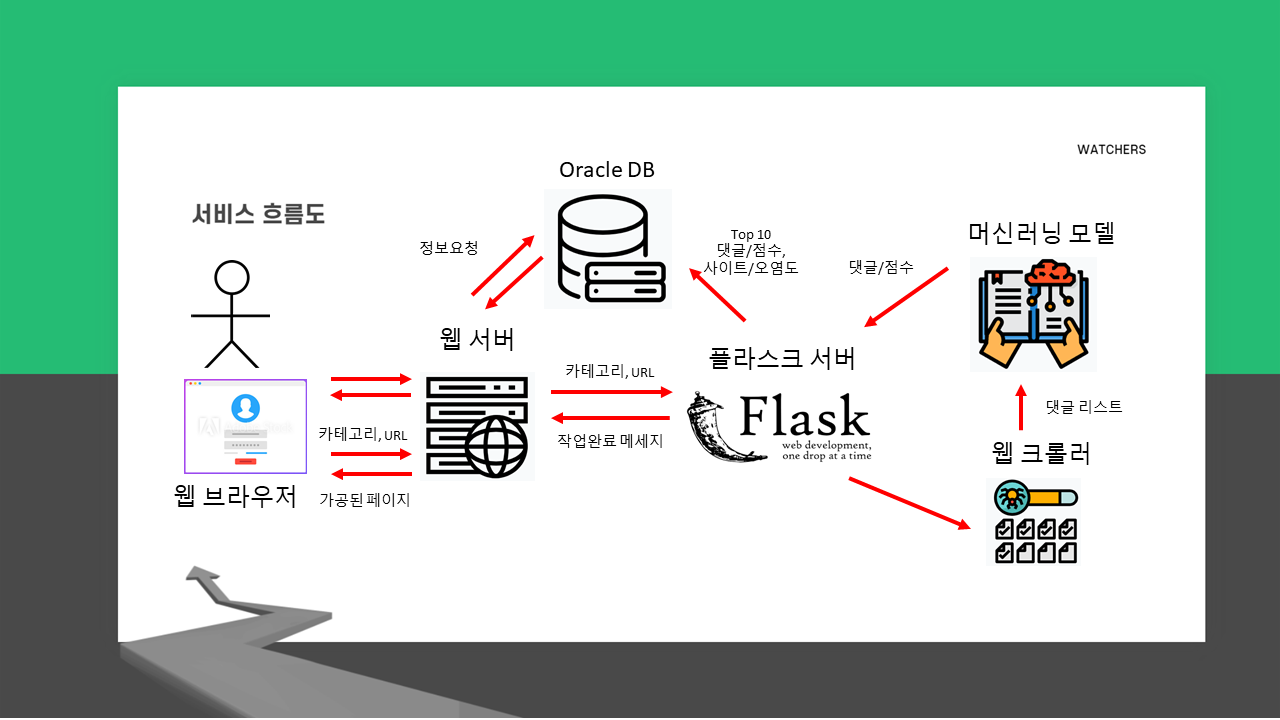 WATCHERS
서비스 흐름도
Oracle DB
정보요청
Top 10
댓글/점수,
사이트/오염도
댓글/점수
머신러닝 모델
웹 서버
플라스크 서버
카테고리, URL
작업완료 메세지
Flask
web development,
one drop at a time
댓글 리스트
웹 크롤러
카테고리, URL
가공된 페이지
웹 브라우저